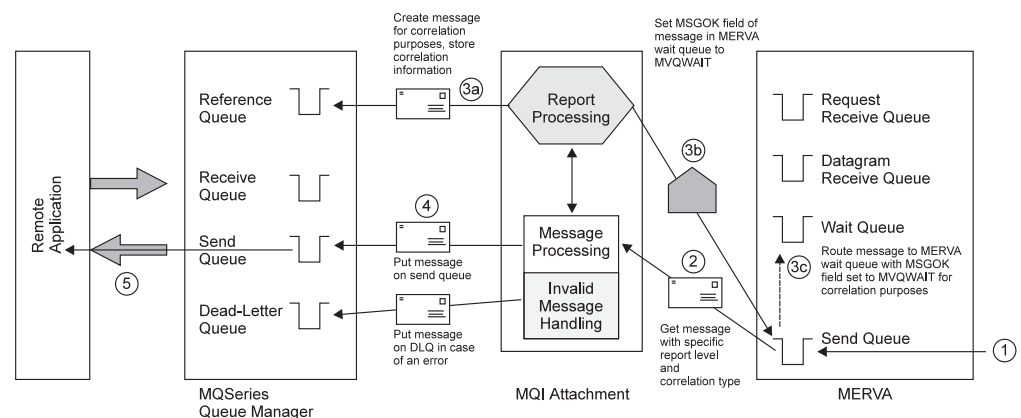 Create message
for correlation
purposes, store
correlation
information
Set MSGOK field of
message in MERVA
wait queue to
MVQWAIT
Remote
Application
Reference
Queue
3a
Report
Processing
3b
Request
Receive Queue
Receive
Queue
Datagram
Receive Queue
4
Send
Queue
Put message
on send queue
Message
Processing
2
Wait Queue
3c
Route message to MERVA
wait queue with MSGOK
field set to MVQWAIT for
correlation purposes
5
Dead-Letter
Queue
Put message
on DLQ in case
of an error
Invalid
Message
Handling
Get message
with specific
report level
and
correlation type
Send Queue
1
MQSeries
Queue Manager
MQI Attachment
MERVA